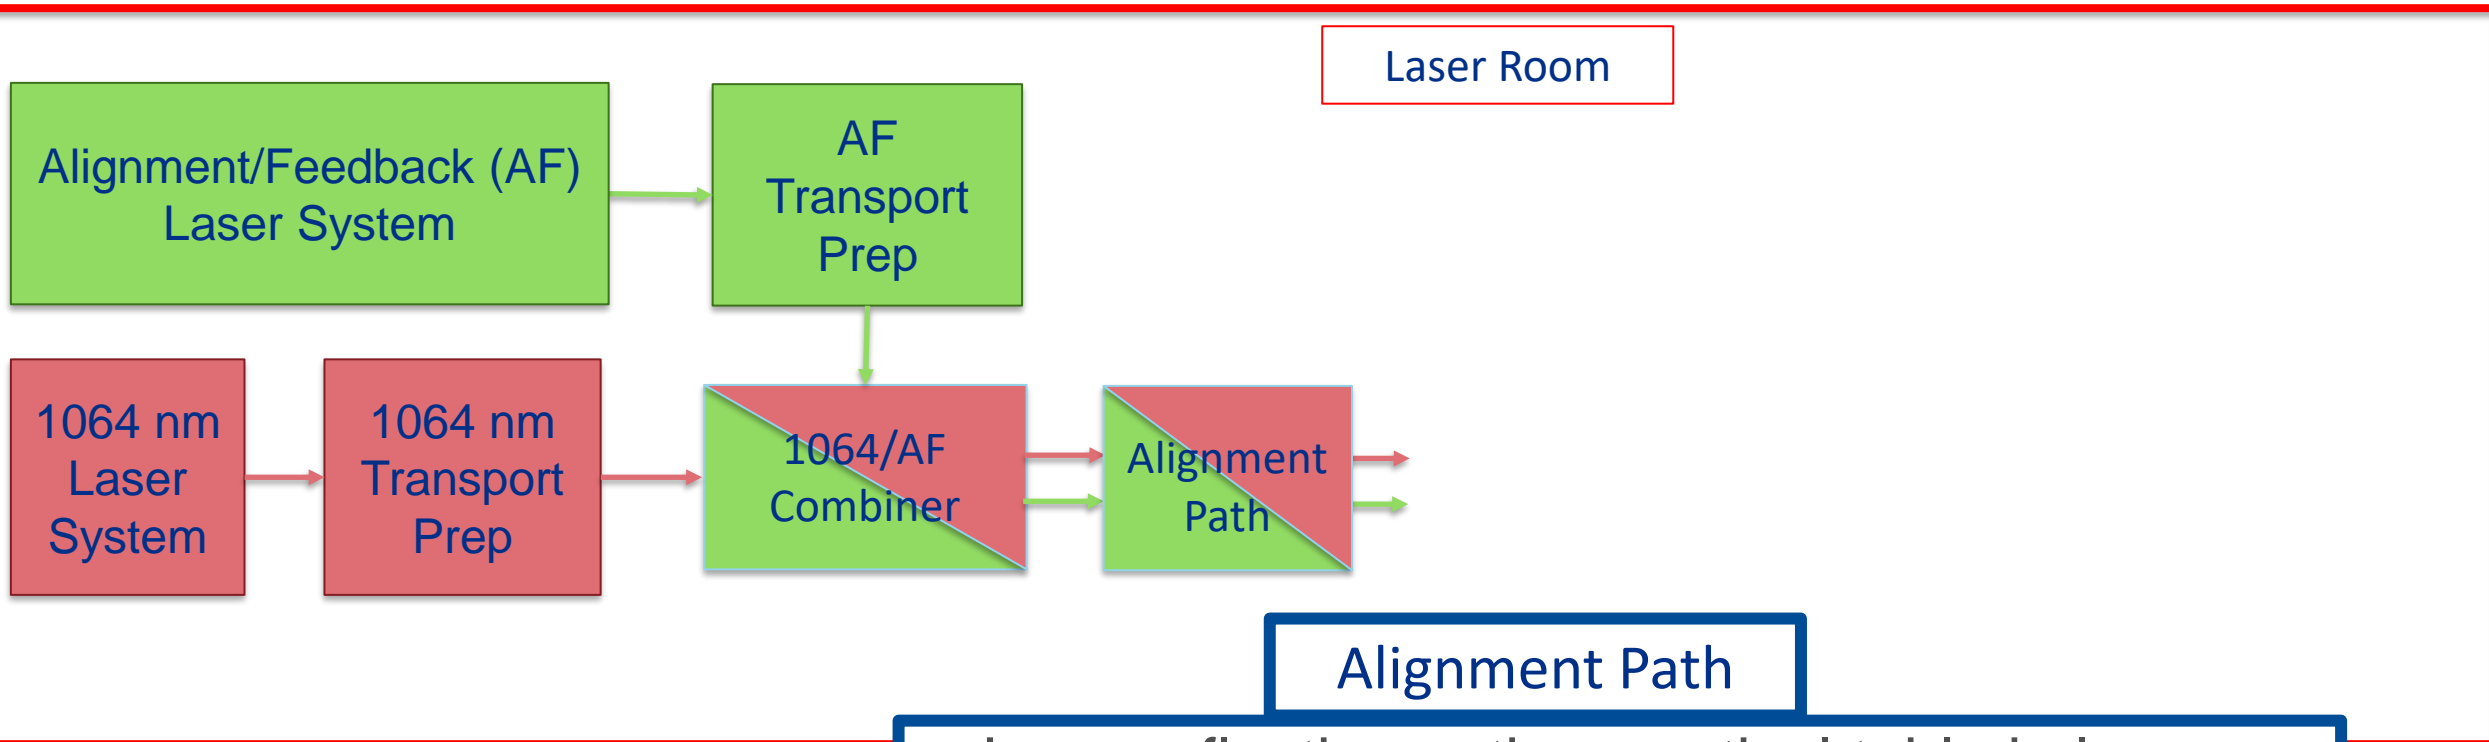 Laser Room
Alignment/Feedback (AF)
Laser System
AF
Transport
Prep
1064 nm
Laser
System
1064 nm
Transport
Prep
1064/AF
Combiner
Alignment
Path
Alignment Path